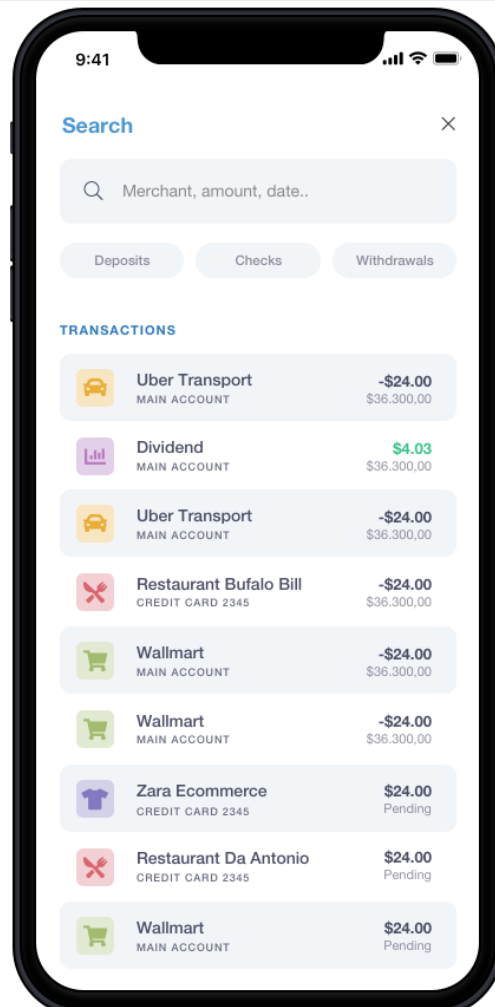 9:41
Search
Merchant, amount, date..
Deposits Checks Withdrawals
TRANSACTIONS
Uber Transport -$24.00
MAIN ACCOUNT $36.300,00
Dividend $4.03
MAIN ACCOUNT $36.300,00
Uber Transport -$24.00
MAIN ACCOUNT $36.300,00
Restaurant Bufalo Bill -$24.00
CREDIT CARD 2345 $36.300,00
Wallmart -$24.00
MAIN ACCOUNT $36.300,00
Wallmart -$24.00
MAIN ACCOUNT $36.300,00
Zara Ecommerce $24.00
CREDIT CARD 2345 Pending
Restaurant Da Antonio $24.00
CREDIT CARD 2345 Pending
Wallmart $24.00
MAIN ACCOUNT Pending